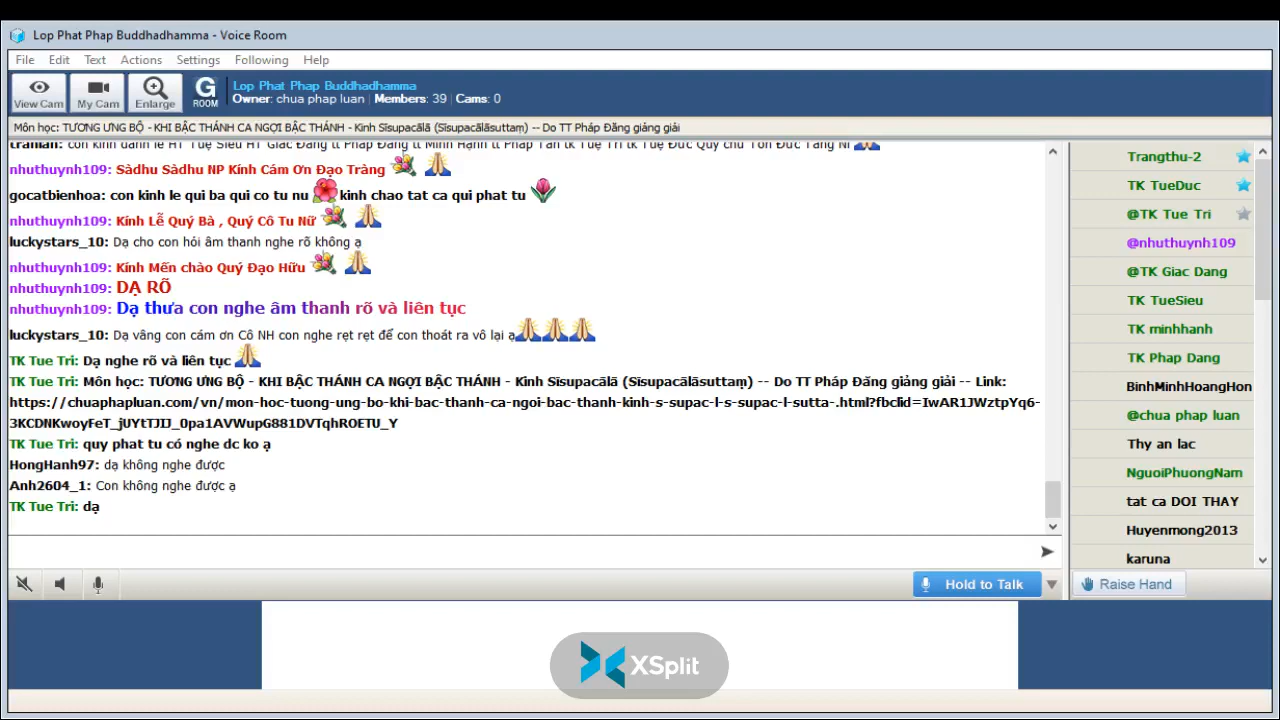 Lop Phat Phap Buddhadhamma - Voice Room
File Edit Text Actions Settings Following Help
View Cam My Cam Enlarge G ROOM
Lop Phat Phap Buddhadhamma
Owner: chua phap luan | Members: 39 | Cams: 0
Môn học: TƯƠNG ƯNG BỘ - KHI BẬC THÁNH CA NGỢI BẬC THÁNH - Kinh Sīsupacālā (Sīsupacālāsuttaṃ) -- Do TT Pháp Đăng giảng giải
nhuthuynh109: Sàdhu Sàdhu NP Kính Cám Ơn Đạo Tràng
gocatbienhoa: con kinh le qui ba qui co tu nu kinh chao tat ca qui phat tu
nhuthuynh109: Kính Lễ Quý Bà , Quý Cô Tu Nữ
luckystars_10: Dạ cho con hỏi âm thanh nghe rõ không ạ
nhuthuynh109: Kính Mến chào Quý Đạo Hữu
nhuthuynh109: DẠ RÕ
nhuthuynh109: Dạ thưa con nghe âm thanh rõ và liên tục
luckystars_10: Dạ vâng con cám ơn Cô NH con nghe rẹt rẹt để con thoát ra vô lại ạ
TK Tue Tri: Dạ nghe rõ và liên tục
TK Tue Tri: Môn học: TƯƠNG ƯNG BỘ - KHI BẬC THÁNH CA NGỢI BẬC THÁNH - Kinh Sīsupacālā (Sīsupacālāsuttaṃ) -- Do TT Pháp Đăng giảng giải -- Link:
https://chuaphapluan.com/vn/mon-hoc-tuong-ung-bo-khi-bac-thanh-ca-ngoi-bac-thanh-kinh-s-supac-l-s-supac-l-sutta-.html?fbclid=IwAR1JWztpYq6-
3KCDNKwoyFeT_jUYtTJIJ_0pa1AVWupG881DVTqhROETU_Y
TK Tue Tri: quy phat tu có nghe dc ko ạ
HongHanh97: dạ không nghe được
Anh2604_1: Con không nghe được ạ
TK Tue Tri: dạ
Trangthu-2
TK TueDuc
@TK Tue Tri
@nhuthuynh109
@TK Giac Dang
TK TueSieu
TK minhhanh
TK Phap Dang
BinhMinhHoangHon
@chua phap luan
Thy an lac
NguoiPhuongNam
tat ca DOI THAY
Huyenmong2013
karuna
Hold to Talk
Raise Hand
XSplit